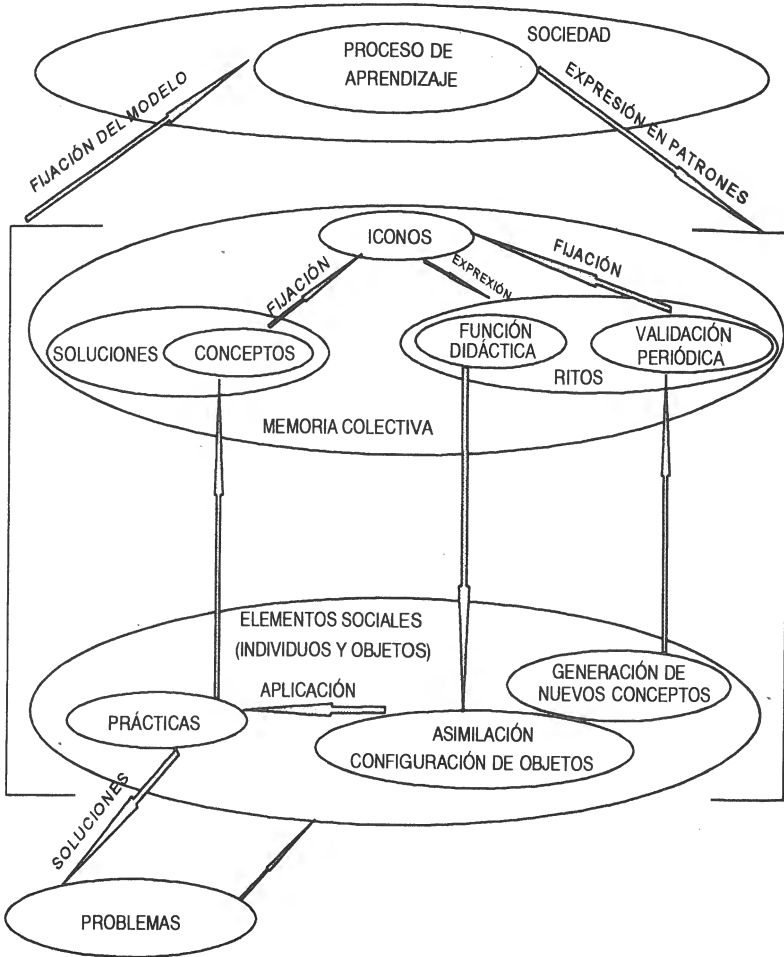 SOCIEDAD
PROCESO DE
APRENDIZAJE
FIJACIÓN DEL MODELO
EXPRESIÓN EN PATRONES
ICONOS
FIJACIÓN
EXPREXIÓN
FIJACIÓN
SOLUCIONES
CONCEPTOS
FUNCIÓN
DIDÁCTICA
VALIDACIÓN
PERIÓDICA
RITOS
MEMORIA COLECTIVA
ELEMENTOS SOCIALES
(INDIVIDUOS Y OBJETOS)
APLICACIÓN
GENERACIÓN DE
NUEVOS CONCEPTOS
PRÁCTICAS
ASIMILACIÓN
CONFIGURACIÓN DE OBJETOS
SOLUCIONES
PROBLEMAS